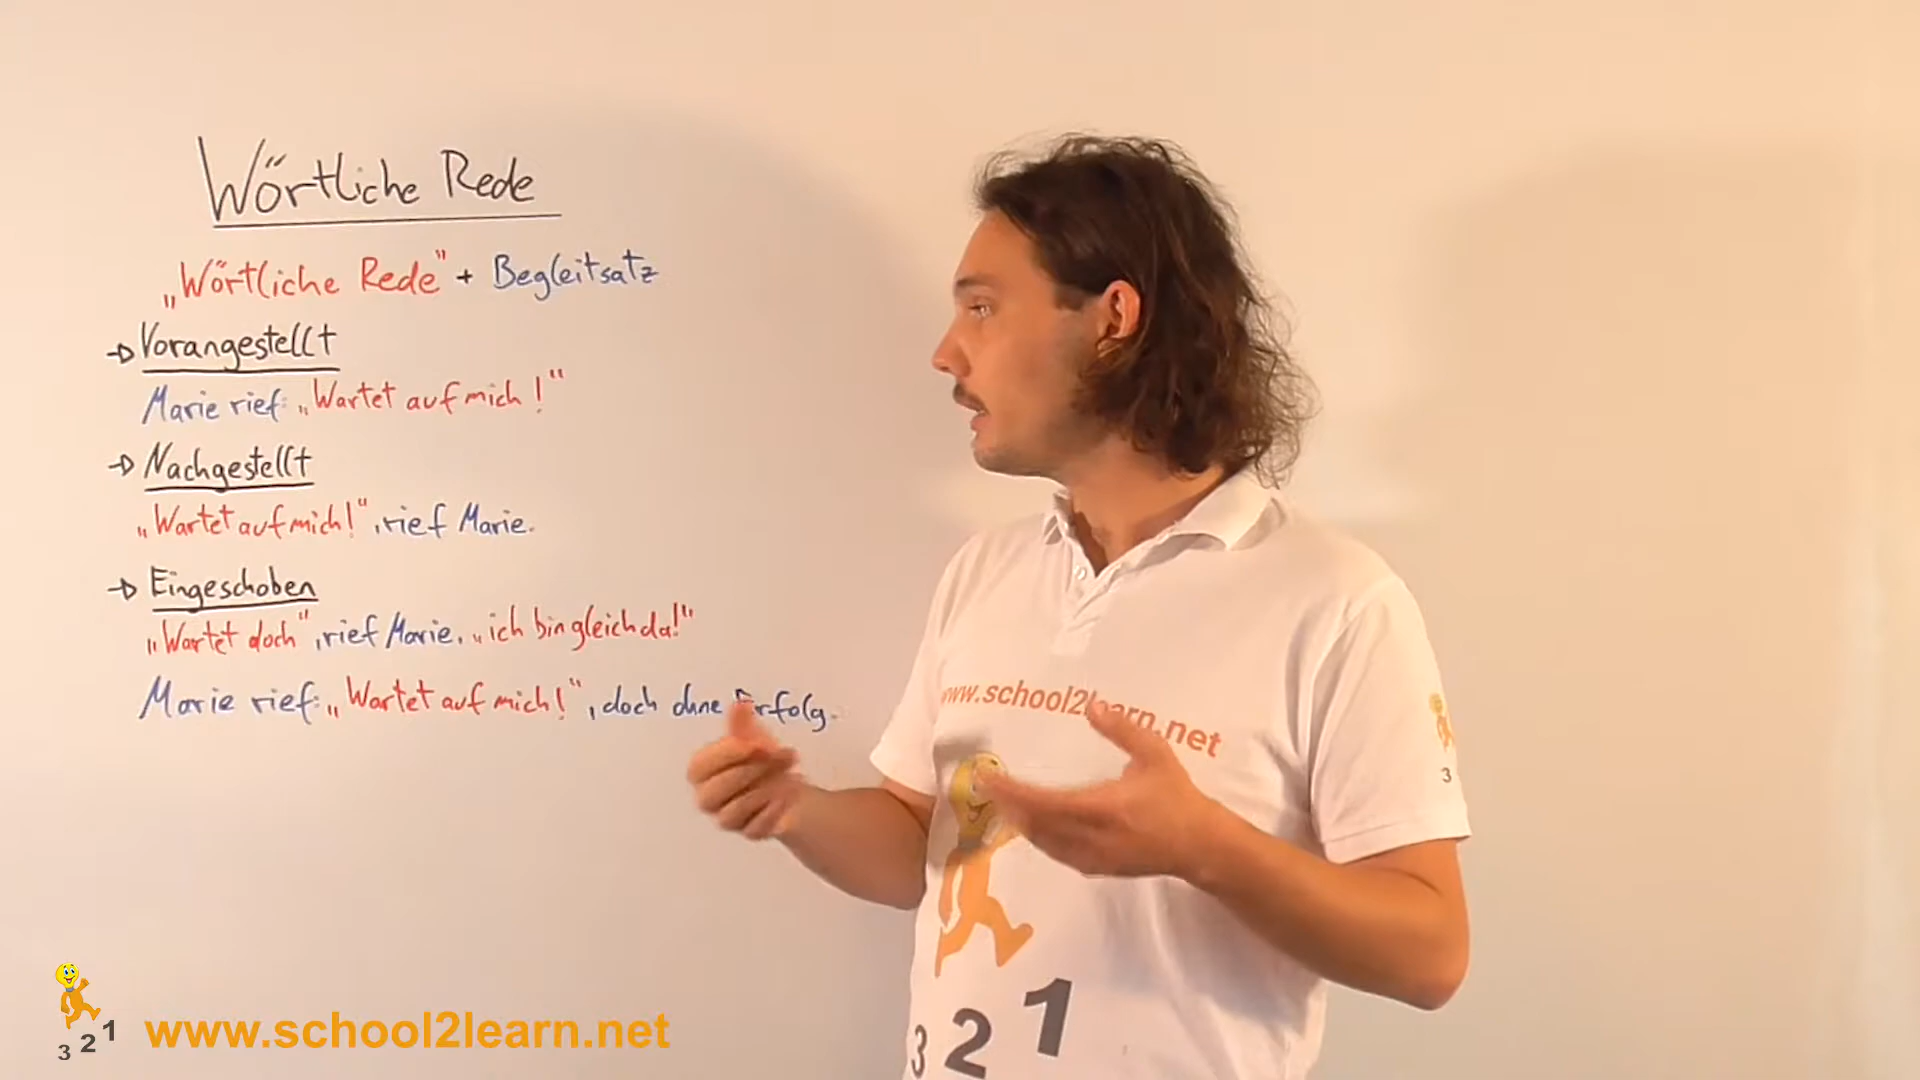 Wörtliche Rede
„Wörtliche Rede" + Begleitsatz
→ Vorangestellt
Marie rief: „Wartet auf mich!"
→ Nachgestellt
„Wartet auf mich!", rief Marie.
→ Eingeschoben
„Wartet doch", rief Marie, „ich bin gleich da!"
Marie rief: „Wartet auf mich!", doch ohne Erfolg.
www.school2learn.net
3 2 1
3
3 2 1 www.school2learn.net